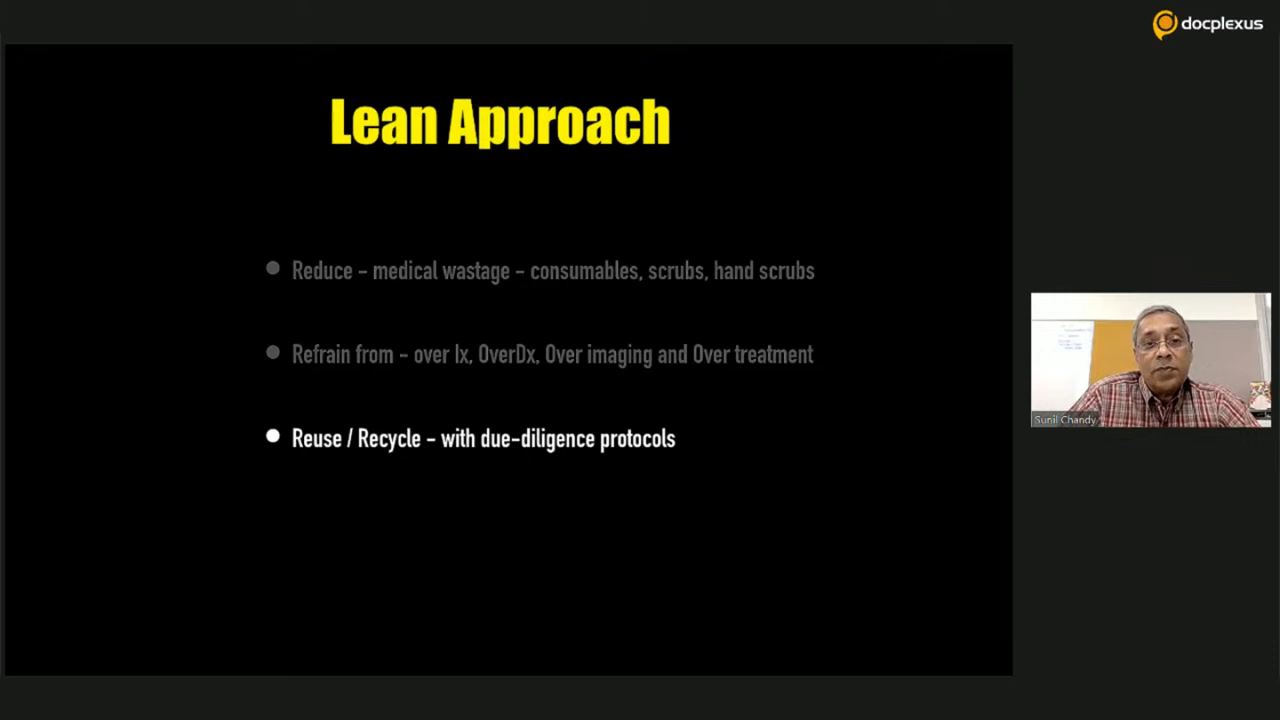 docplexus
Lean Approach
Reduce – medical wastage – consumables, scrubs, hand scrubs
Refrain from – over Ix, OverDx, Over imaging and Over treatment
Reuse / Recycle – with due-diligence protocols
Sunil Chandy